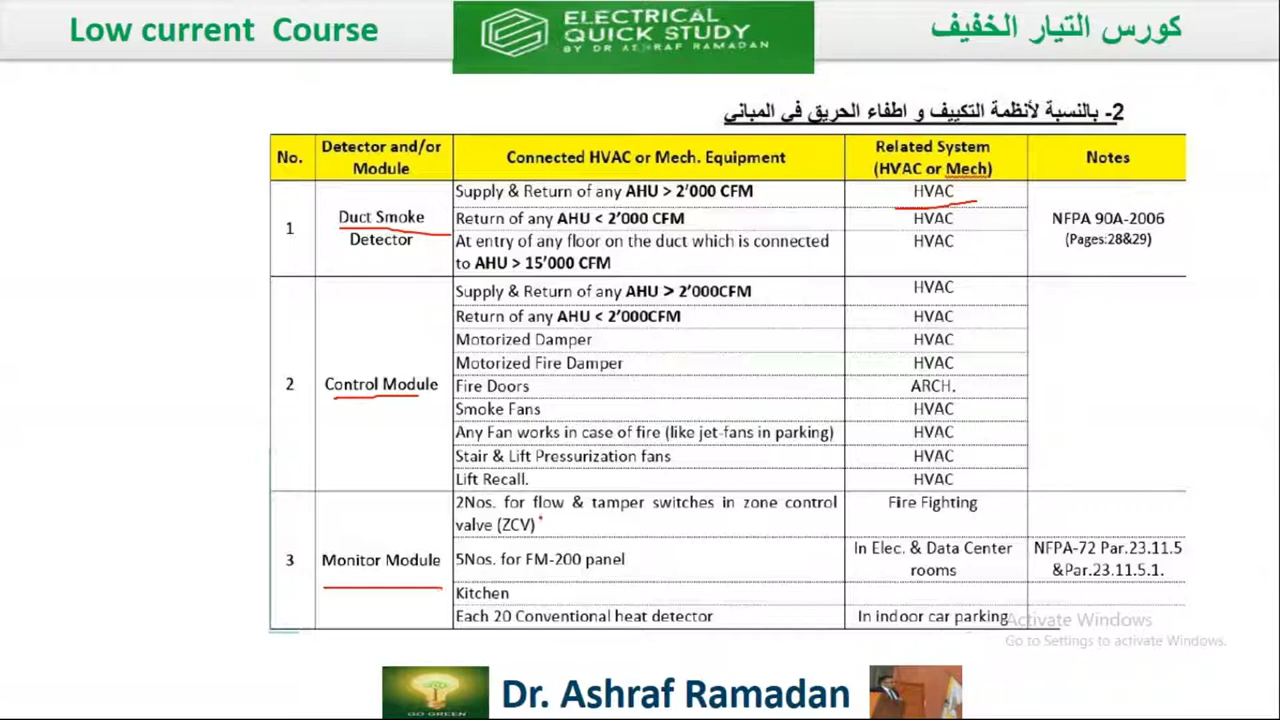 Low current Course
ELECTRICAL
QUICK STUDY
BY DR ASHRAF RAMADAN
كورس التيار الخفيف
2- بالنسبة لأنظمة التكييف و اطفاء الحريق في المباني
No.
Detector and/or
Module
Connected HVAC or Mech. Equipment
Related System
(HVAC or Mech)
Notes
1
Duct Smoke
Detector
Supply & Return of any AHU > 2'000 CFM
HVAC
Return of any AHU < 2'000 CFM
HVAC
At entry of any floor on the duct which is connected
to AHU > 15'000 CFM
HVAC
NFPA 90A-2006
(Pages:28&29)
2
Control Module
Supply & Return of any AHU > 2'000CFM
HVAC
Return of any AHU < 2'000CFM
HVAC
Motorized Damper
HVAC
Motorized Fire Damper
HVAC
Fire Doors
ARCH.
Smoke Fans
HVAC
Any Fan works in case of fire (like jet-fans in parking)
HVAC
Stair & Lift Pressurization fans
HVAC
Lift Recall.
HVAC
3
Monitor Module
2Nos. for flow & tamper switches in zone control
valve (ZCV)
Fire Fighting
5Nos. for FM-200 panel
In Elec. & Data Center
rooms
NFPA-72 Par.23.11.5
&Par.23.11.5.1.
Kitchen
Each 20 Conventional heat detector
In indoor car parking
Activate Windows
Go to Settings to activate Windows.
GO GREEN
Dr. Ashraf Ramadan